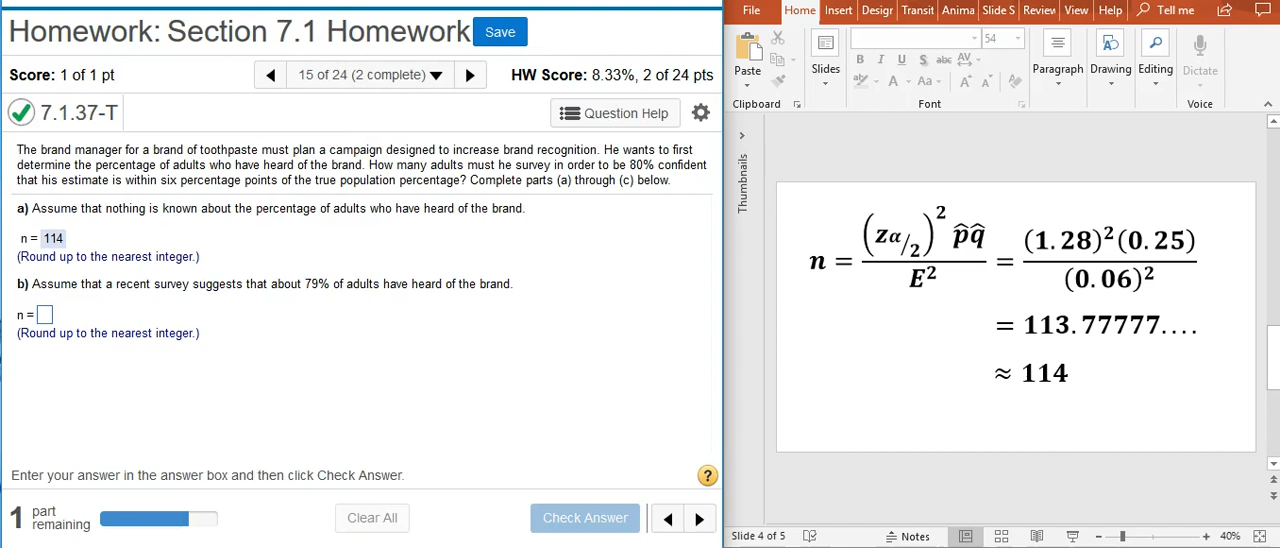 Homework: Section 7.1 Homework Save
Score: 1 of 1 pt 15 of 24 (2 complete) HW Score: 8.33%, 2 of 24 pts
7.1.37-T Question Help
The brand manager for a brand of toothpaste must plan a campaign designed to increase brand recognition. He wants to first
determine the percentage of adults who have heard of the brand. How many adults must he survey in order to be 80% confident
that his estimate is within six percentage points of the true population percentage? Complete parts (a) through (c) below.
a) Assume that nothing is known about the percentage of adults who have heard of the brand.
n = 114
(Round up to the nearest integer.)
b) Assume that a recent survey suggests that about 79% of adults have heard of the brand.
n =
(Round up to the nearest integer.)
Enter your answer in the answer box and then click Check Answer.
?
1 part remaining Clear All Check Answer
File Home Insert Desigr Transit Anima Slide S Review View Help Tell me
54
Paste Slides B I U S abc AV Paragraph Drawing Editing Dictate
A Aa A A
Clipboard Font Voice
Thumbnails
n = (zα/2)² p̂q̂ / E² = (1.28)²(0.25) / (0.06)²
= 113.77777....
≈ 114
Slide 4 of 5 Notes 40%